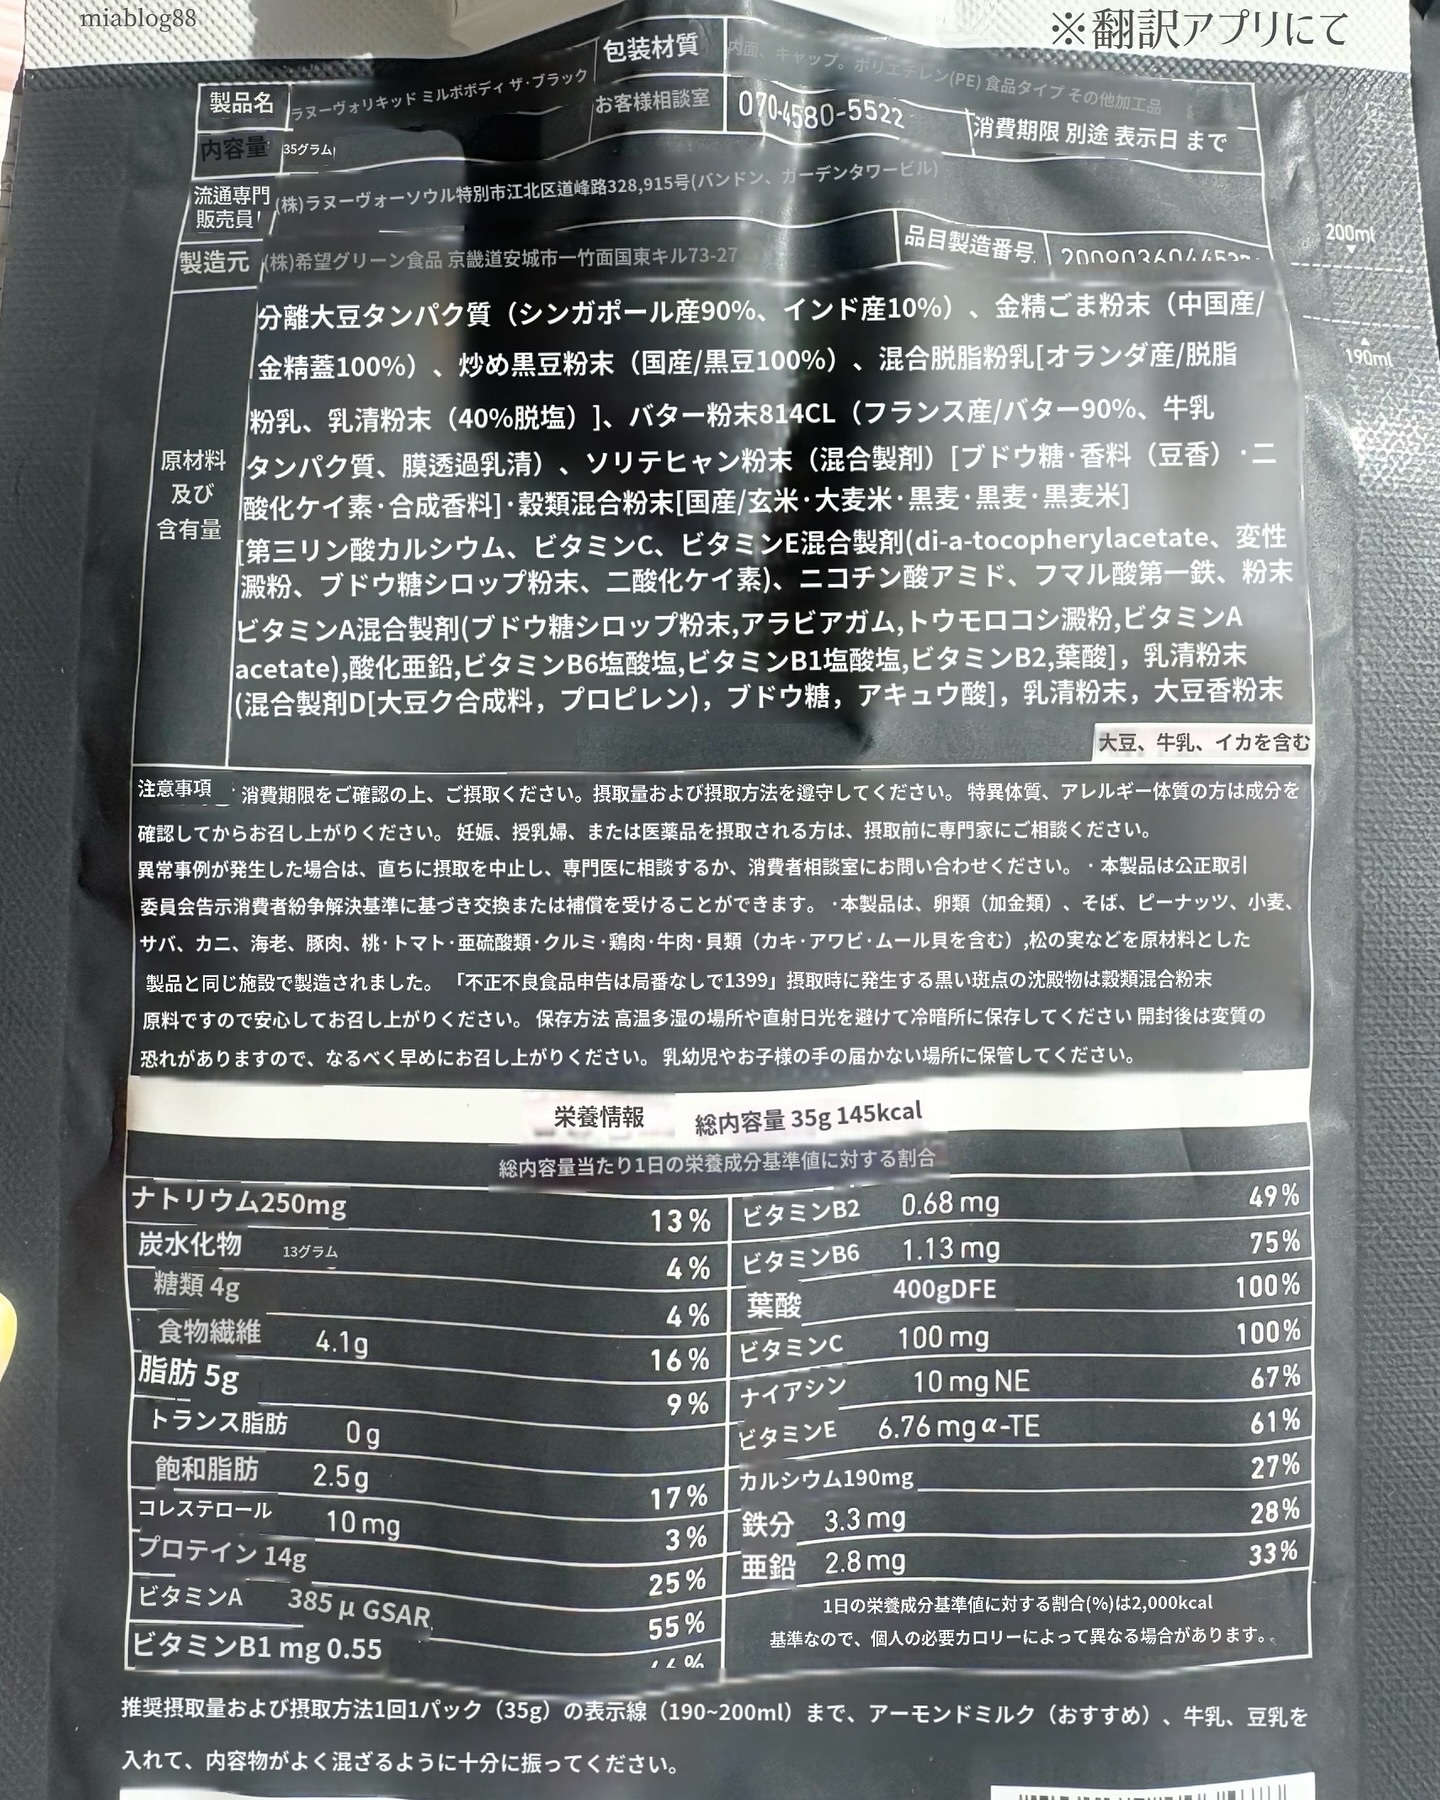 miablog88
※翻訳アプリにて
包装材質
内面、キャップ。ポリエチレン(PE) 食品タイプ その他加工品
製品名
ラヌーヴォリキッド ミルボボディ ザ·ブラック
お客様相談室
070-4580-5522
消費期限 別途 表示日 まで
内容量
35グラム
流通専門
販売員
(株)ラヌーヴォーソウル特別市江北区道峰路328,915号(バンドン、ガーデンタワービル)
製造元
(株)希望グリーン食品 京畿道安城市一竹面国東キル73-27
品目製造番号
200ml
190ml
原材料
及び
含有量
分離大豆タンパク質（シンガポール産90%、インド産10%）、金精ごま粉末（中国産/
金精蓋100%）、炒め黒豆粉末（国産/黒豆100%）、混合脱脂粉乳[オランダ産/脱脂
粉乳、乳清粉末（40%脱塩）]、バター粉末814CL（フランス産/バター90%、牛乳
タンパク質、膜透過乳清）、ソリテヒャン粉末（混合製剤）[ブドウ糖·香料（豆香）·二
酸化ケイ素·合成香料]·穀類混合粉末[国産/玄米·大麦米·黒麦·黒麦·黒麦米]
[第三リン酸カルシウム、ビタミンC、ビタミンE混合製剤(di-a-tocopherylacetate、変性
澱粉、ブドウ糖シロップ粉末、二酸化ケイ素)、ニコチン酸アミド、フマル酸第一鉄、粉末
ビタミンA混合製剤(ブドウ糖シロップ粉末,アラビアガム,トウモロコシ澱粉,ビタミンA
acetate),酸化亜鉛,ビタミンB6塩酸塩,ビタミンB1塩酸塩,ビタミンB2,葉酸]，乳清粉末
(混合製剤D[大豆ク合成料，プロピレン)，ブドウ糖，アキュウ酸]，乳清粉末，大豆香粉末
大豆、牛乳、イカを含む
注意事項
消費期限をご確認の上、ご摂取ください。摂取量および摂取方法を遵守してください。 特異体質、アレルギー体質の方は成分を
確認してからお召し上がりください。 妊娠、授乳婦、または医薬品を摂取される方は、摂取前に専門家にご相談ください。
異常事例が発生した場合は、直ちに摂取を中止し、専門医に相談するか、消費者相談室にお問い合わせください。 ·本製品は公正取引
委員会告示消費者紛争解決基準に基づき交換または補償を受けることができます。 ·本製品は、卵類（加金類）、そば、ピーナッツ、小麦、
サバ、カニ、海老、豚肉、桃·トマト·亜硫酸類·クルミ·鶏肉·牛肉·貝類（カキ·アワビ·ムール貝を含む）,松の実などを原材料とした
製品と同じ施設で製造されました。 「不正不良食品申告は局番なしで1399」摂取時に発生する黒い斑点の沈殿物は穀類混合粉末
原料ですので安心してお召し上がりください。 保存方法 高温多湿の場所や直射日光を避けて冷暗所に保存してください 開封後は変質の
恐れがありますので、なるべく早めにお召し上がりください。 乳幼児やお子様の手の届かない場所に保管してください。
栄養情報 総内容量 35g 145kcal
総内容量当たり1日の栄養成分基準値に対する割合
ナトリウム250mg 13%
炭水化物 13グラム 4%
糖類 4g 4%
食物繊維 4.1g 16%
脂肪 5g 9%
トランス脂肪 0g
飽和脂肪 2.5g 17%
コレステロール 10mg 3%
プロテイン 14g 25%
ビタミンA 385 μ GSAR 55%
ビタミンB1 mg 0.55
ビタミンB2 0.68 mg 49%
ビタミンB6 1.13 mg 75%
葉酸 400gDFE 100%
ビタミンC 100 mg 100%
ナイアシン 10 mg NE 67%
ビタミンE 6.76 mg α-TE 61%
カルシウム190mg 27%
鉄分 3.3 mg 28%
亜鉛 2.8 mg 33%
1日の栄養成分基準値に対する割合(%)は2,000kcal
基準なので、個人の必要カロリーによって異なる場合があります。
推奨摂取量および摂取方法1回1パック（35g）の表示線（190~200ml）まで、アーモンドミルク（おすすめ）、牛乳、豆乳を
入れて、内容物がよく混ざるように十分に振ってください。